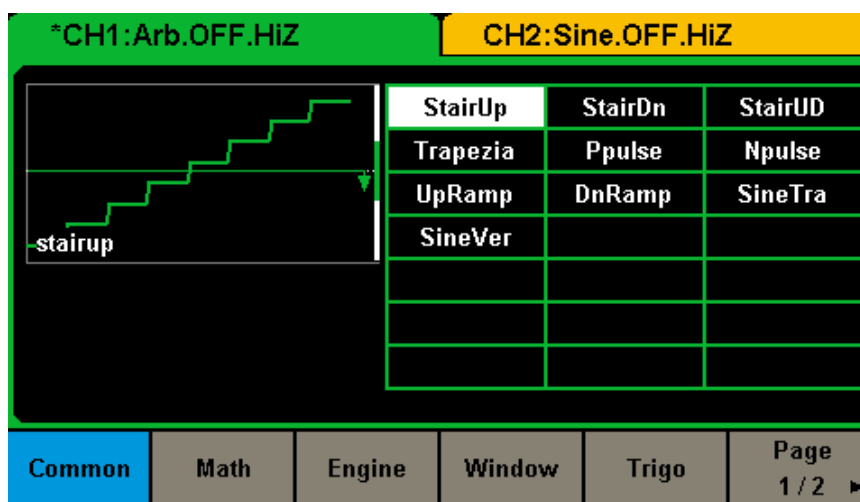 *CH1:Arb.OFF.HiZ CH2:Sine.OFF.HiZ
StairUp StairDn StairUD
Trapezia Ppulse Npulse
UpRamp DnRamp SineTra
stairup SineVer
Common Math Engine Window Trigo Page
1/2